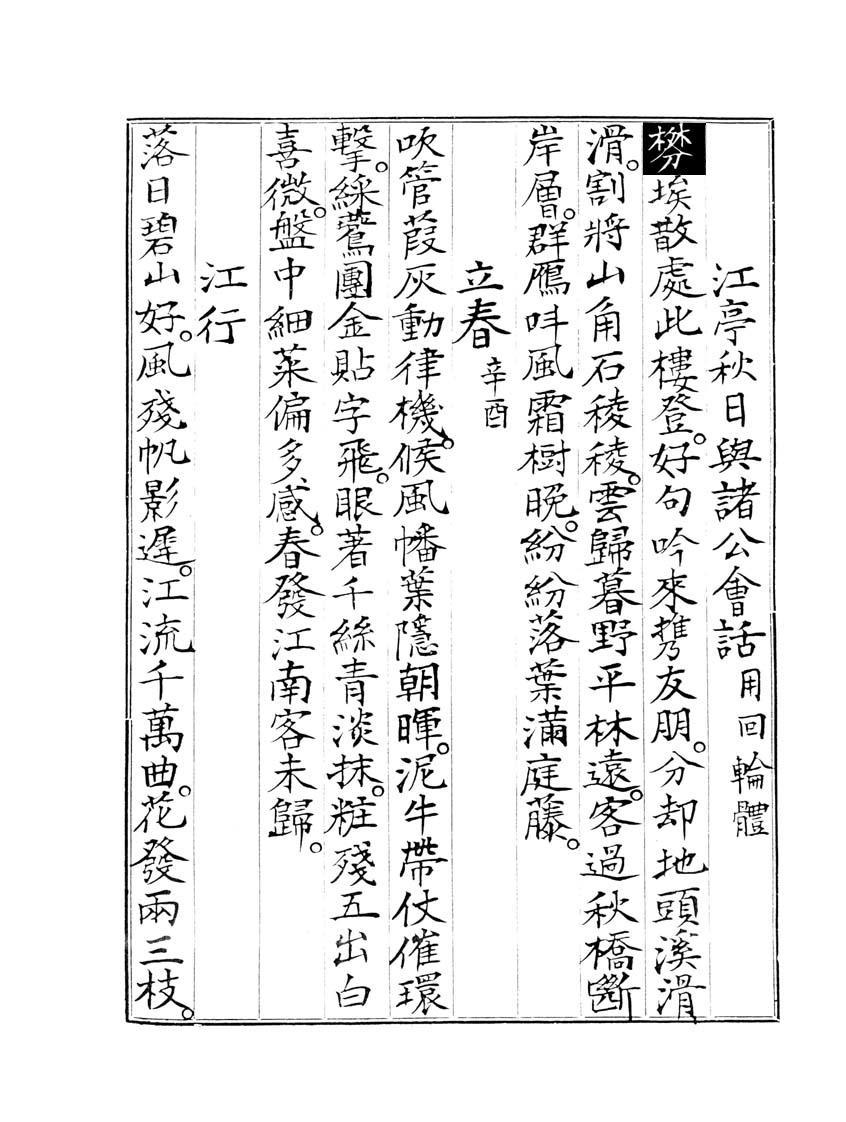 江亭秋日與諸公會話用回輪體
棼埃散處此樓登。好句吟來攜友朋。分却地頭溪滑
滑。割將山角石稜稜。雲歸暮野平林遠。客過秋橋斷
岸層。群鴈呌風霜樹晚。紛紛落葉滿庭藤。
立春辛酉
吹管葭灰動律機。候風幡葉隱朝暉。泥牛帶仗催環
擊。綵鶯團金貼字飛。眼著千絲青淡抹。粧殘五出白
喜微。盤中細菜偏多感。春發江南客未歸。
江行
落日碧山好。風殘帆影遲。江流千萬曲。花發兩三枝。